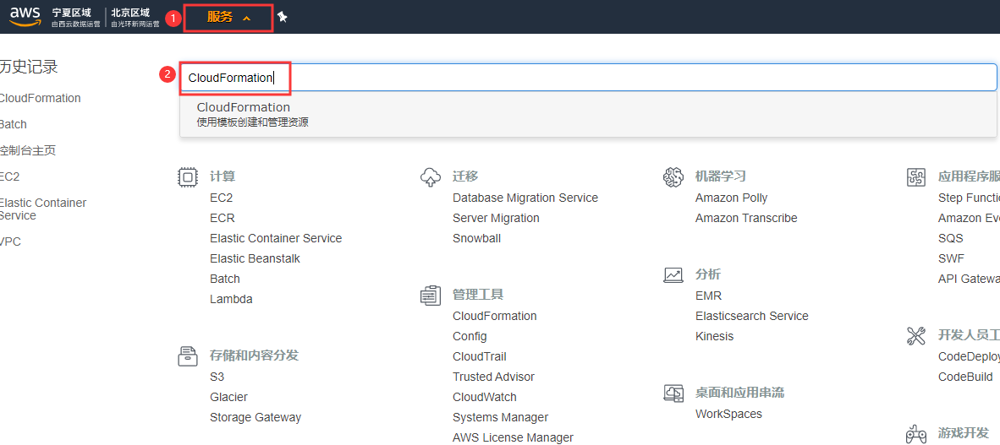 aws 宁夏区域 北京区域 服务
由西云数据运营 由光环新网运营
1
历史记录
CloudFormation
Batch
控制台主页
EC2
Elastic Container
Service
VPC
2
CloudFormation
CloudFormation
使用模板创建和管理资源
计算
EC2
ECR
Elastic Container Service
Elastic Beanstalk
Batch
Lambda
存储和内容分发
S3
Glacier
Storage Gateway
迁移
Database Migration Service
Server Migration
Snowball
管理工具
CloudFormation
Config
CloudTrail
Trusted Advisor
CloudWatch
Systems Manager
AWS License Manager
机器学习
Amazon Polly
Amazon Transcribe
分析
EMR
Elasticsearch Service
Kinesis
桌面和应用串流
WorkSpaces
应用程序服
Step Functi
Amazon Eve
SQS
SWF
API Gatewa
开发人员工
CodeDeploy
CodeBuild
游戏开发